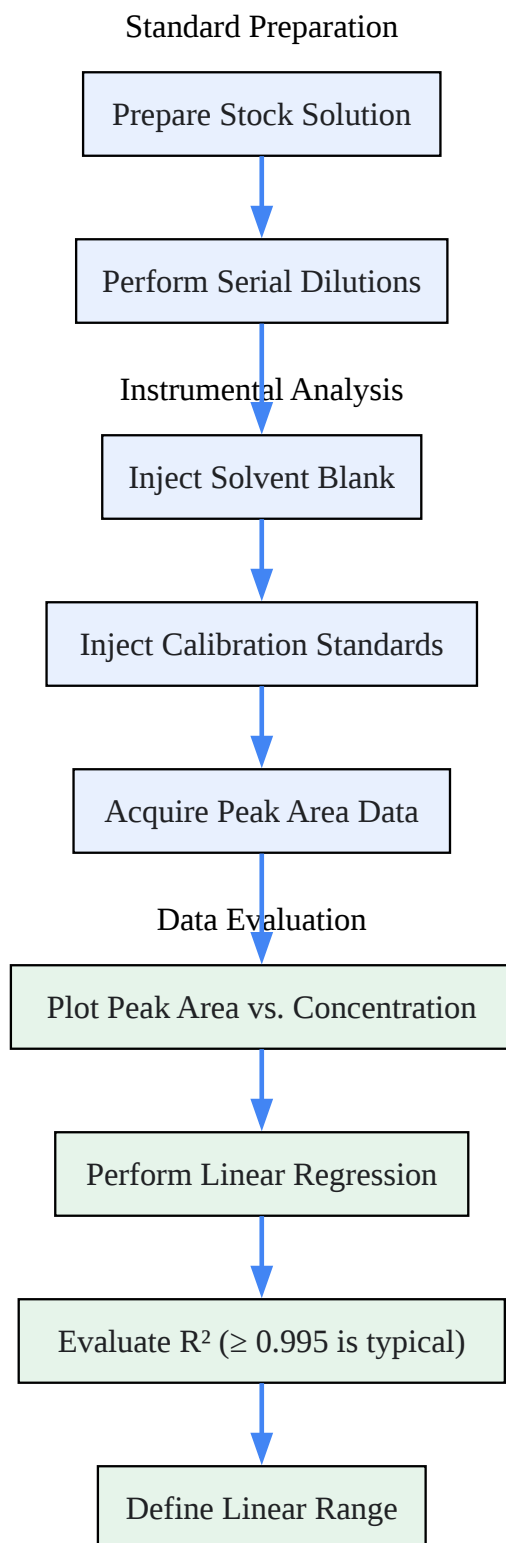 Standard Preparation
Prepare Stock Solution
Perform Serial Dilutions
Instrumental Analysis
Inject Solvent Blank
Inject Calibration Standards
Acquire Peak Area Data
Data Evaluation
Plot Peak Area vs. Concentration
Perform Linear Regression
Evaluate R² (≥ 0.995 is typical)
Define Linear Range